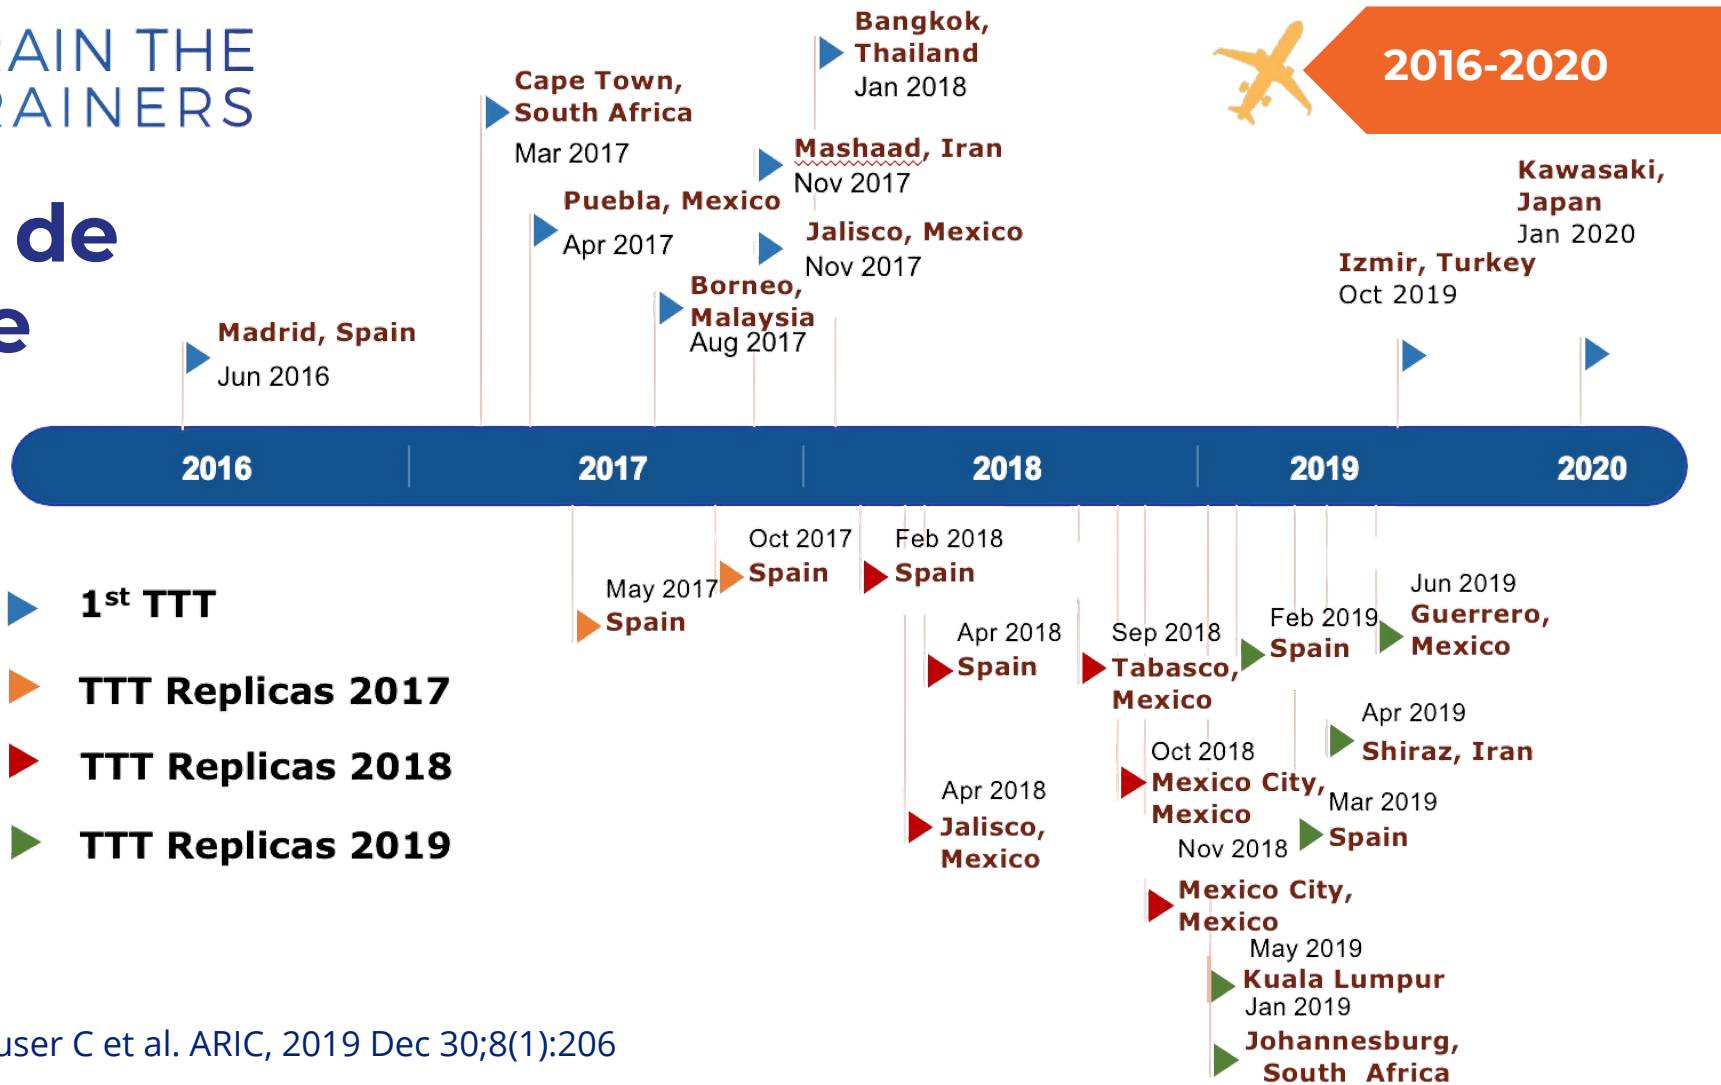 RAIN THE
RAINERS
de
e
2016-2020
Bangkok,
Thailand
Jan 2018
Cape Town,
South Africa
Mar 2017
Mashaad, Iran
Nov 2017
Puebla, Mexico
Apr 2017
Jalisco, Mexico
Nov 2017
Borneo,
Malaysia
Aug 2017
Madrid, Spain
Jun 2016
Kawasaki,
Japan
Jan 2020
Izmir, Turkey
Oct 2019
2016
2017
2018
2019
2020
1st TTT
TTT Replicas 2017
TTT Replicas 2018
TTT Replicas 2019
May 2017
Spain
Oct 2017
Spain
Feb 2018
Spain
Apr 2018
Spain
Apr 2018
Jalisco,
Mexico
Sep 2018
Tabasco,
Mexico
Oct 2018
Mexico City,
Mexico
Nov 2018
Mexico City,
Mexico
Feb 2019
Spain
Jun 2019
Guerrero,
Mexico
Apr 2019
Shiraz, Iran
Mar 2019
Spain
May 2019
Kuala Lumpur
Jan 2019
Johannesburg,
South Africa
user C et al. ARIC, 2019 Dec 30;8(1):206